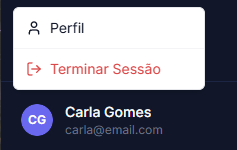 Perfil
Terminar Sessão
CG
Carla Gomes
carla@email.com